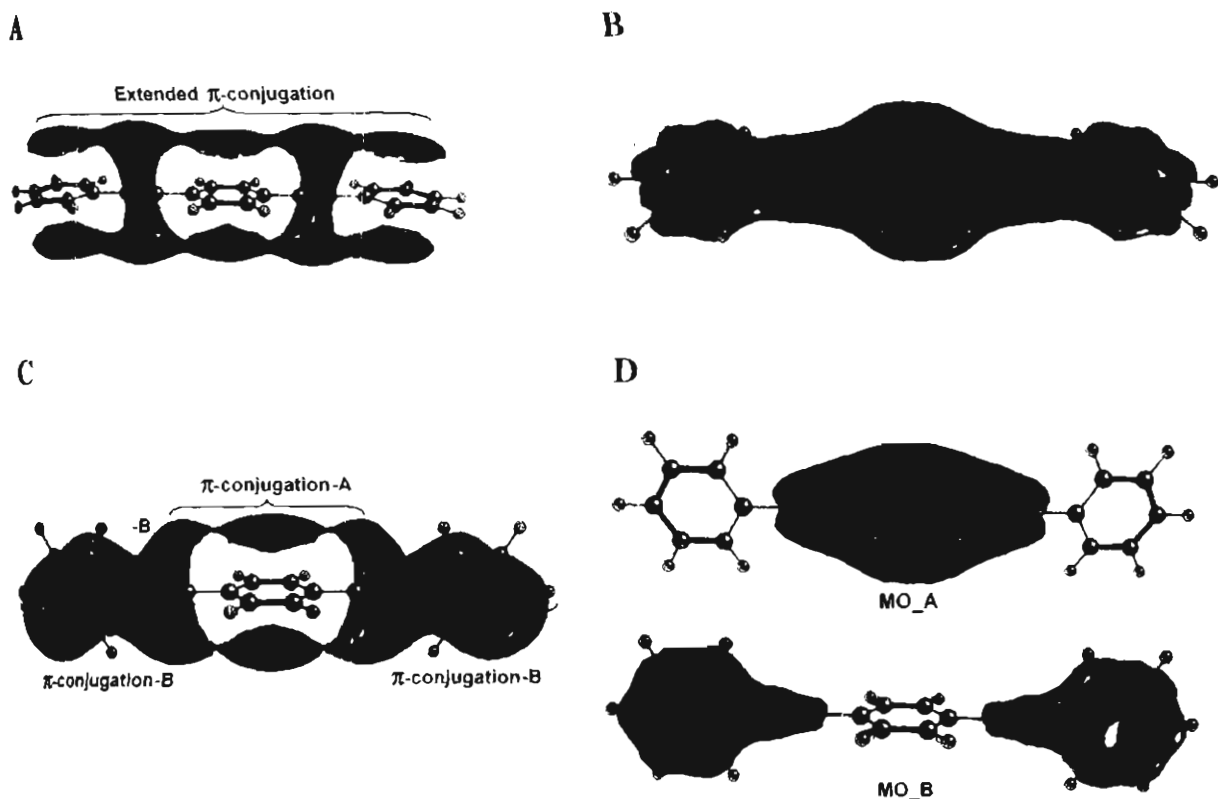 A
B
Extended π-conjugation
C
D
π-conjugation-A
-B
MO_A
π-conjugation-B
π-conjugation-B
MO_B